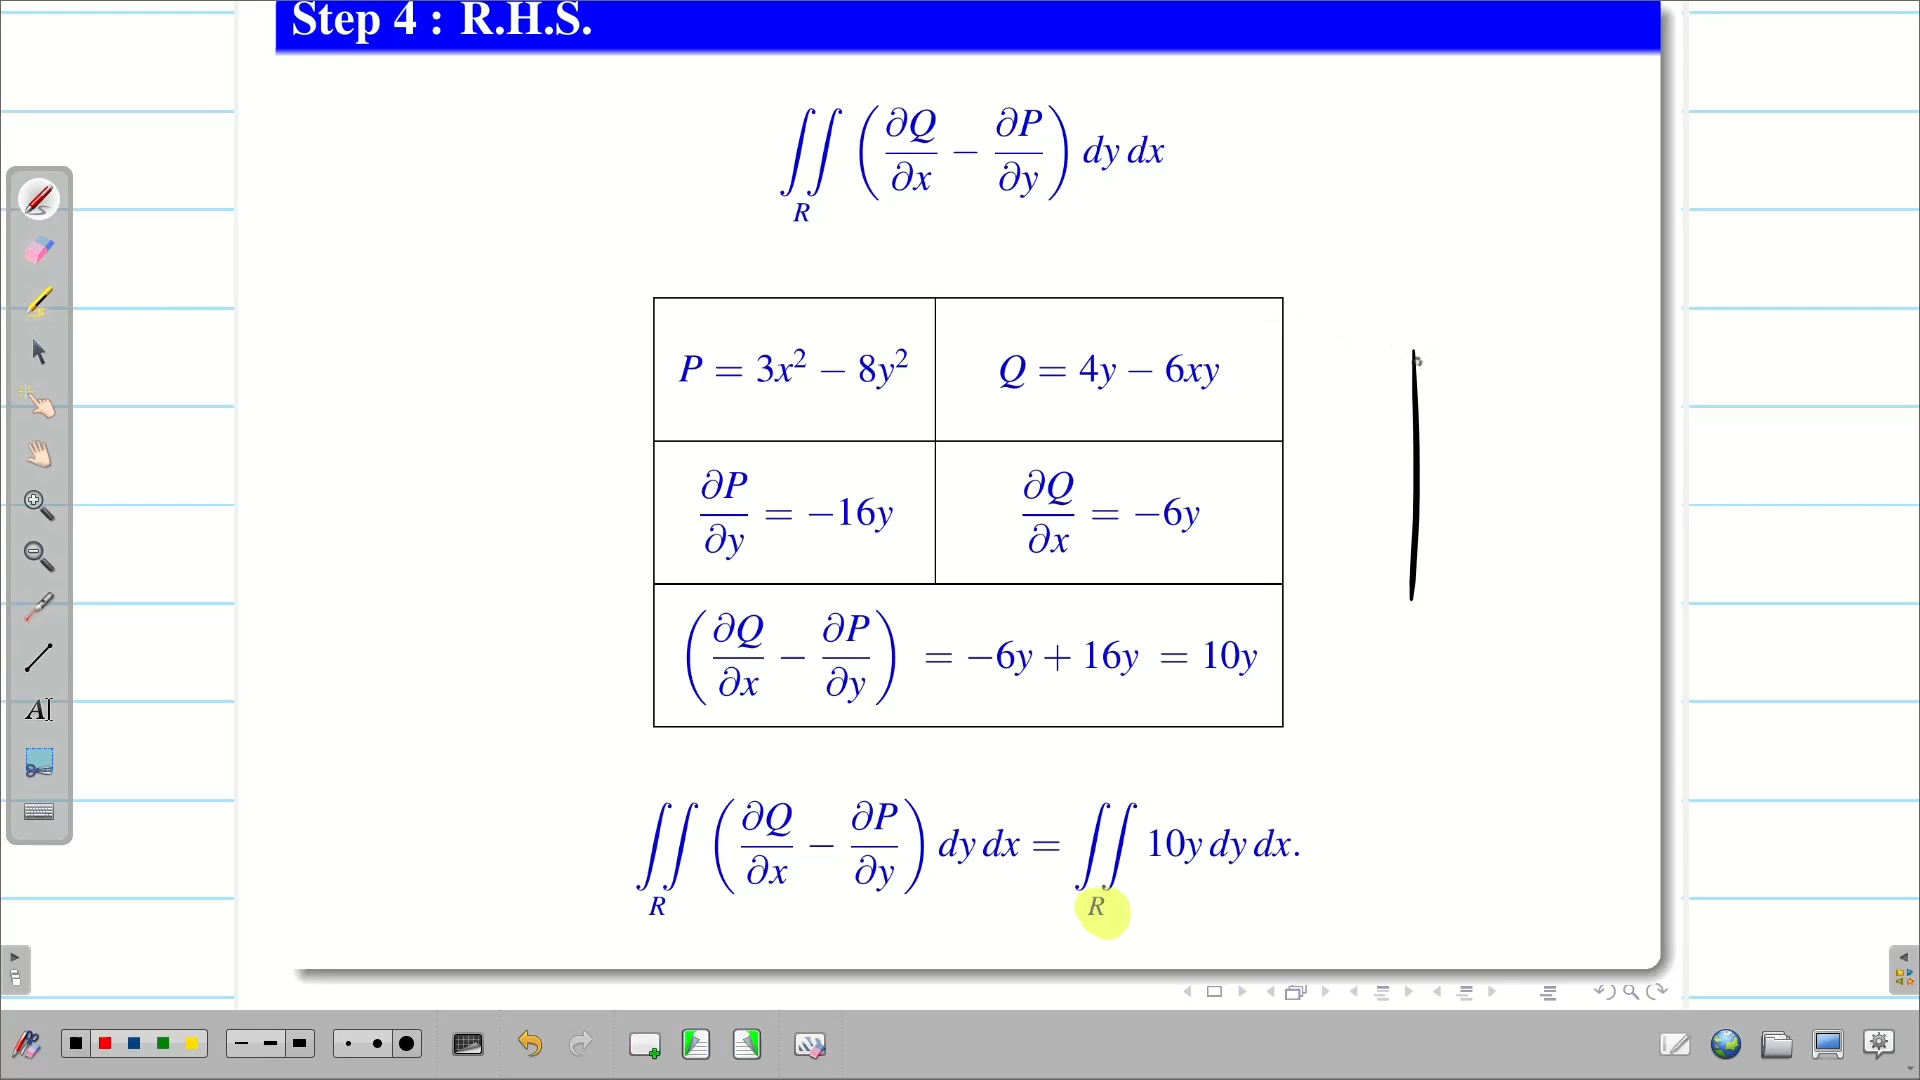 Step 4 : R.H.S.
∬_R (∂Q/∂x − ∂P/∂y) dy dx
P = 3x² − 8y² Q = 4y − 6xy
∂P/∂y = −16y ∂Q/∂x = −6y
(∂Q/∂x − ∂P/∂y) = −6y + 16y = 10y
∬_R (∂Q/∂x − ∂P/∂y) dy dx = ∬_R 10y dy dx.